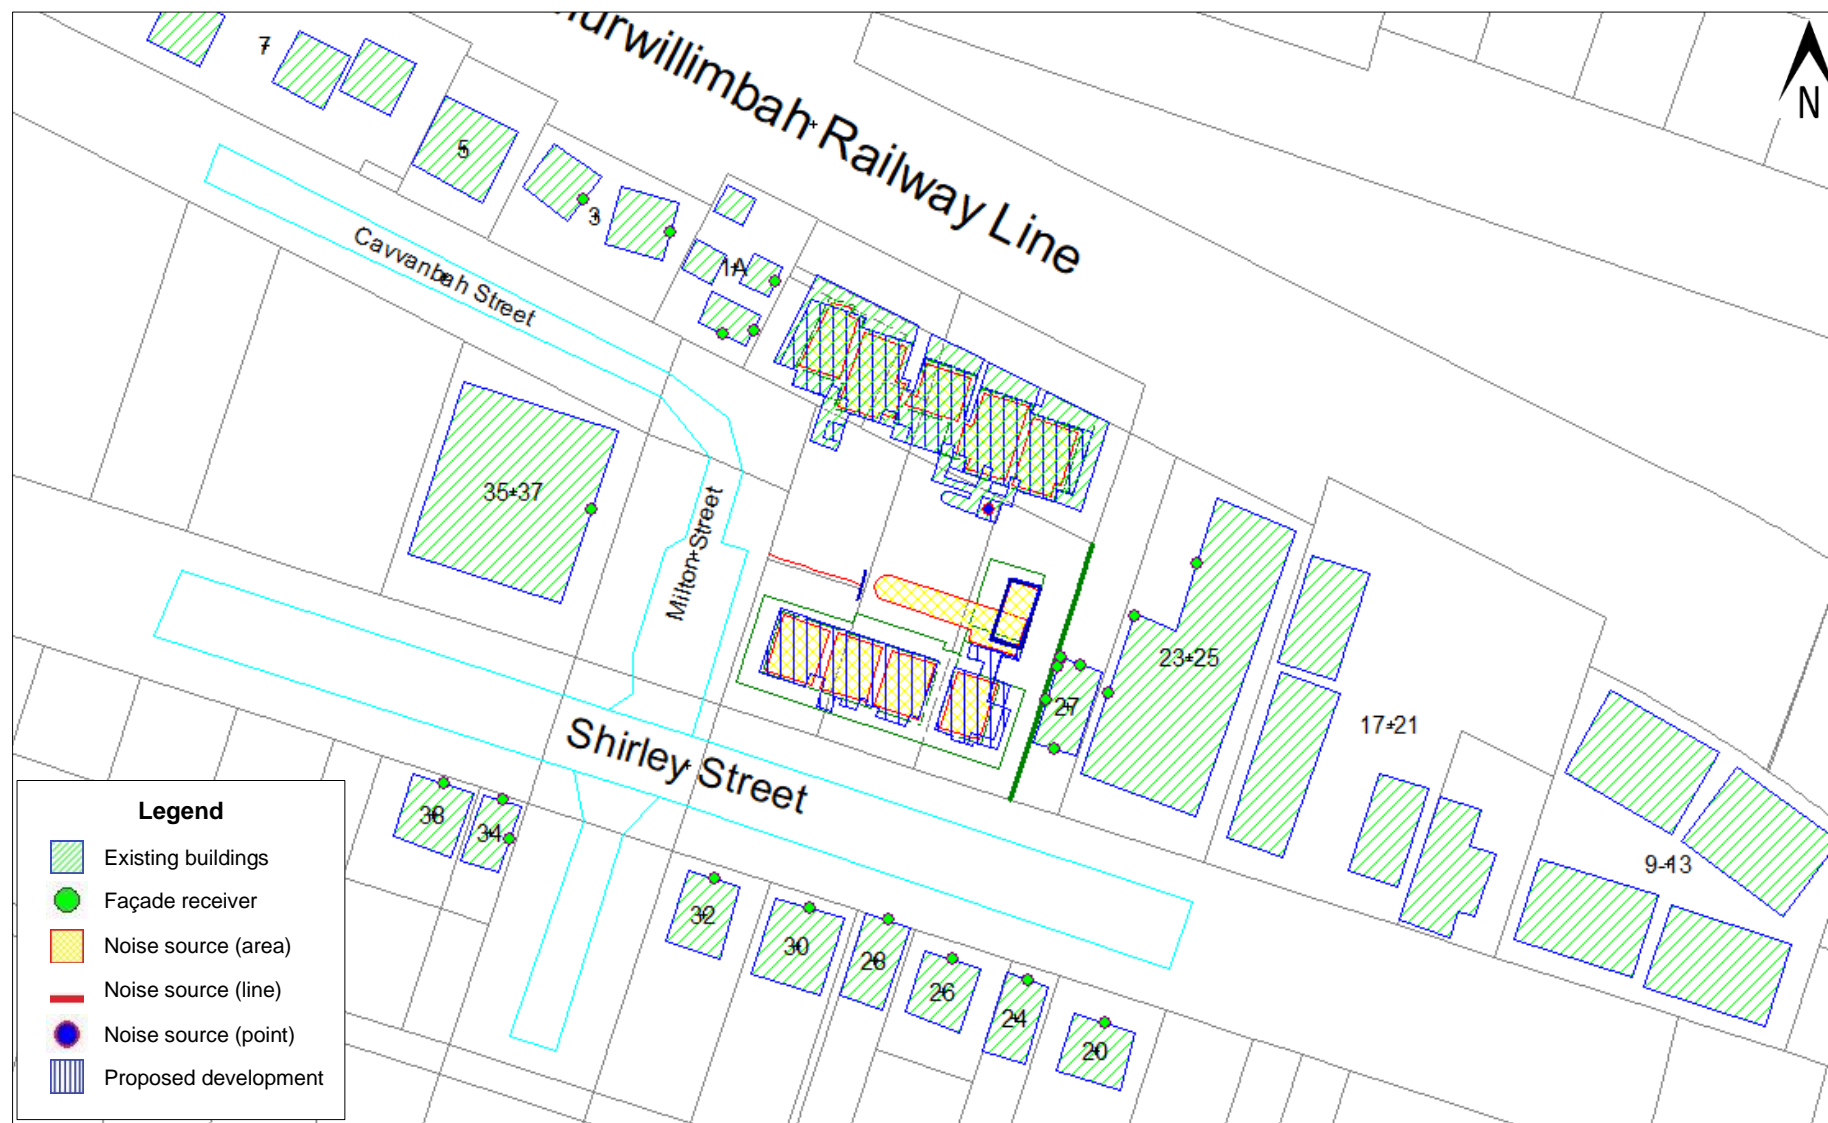 Railway Line
N
7
5
3
1A
Cavvanbah Street
35-37
Milton Street
23-25
27
17-21
9-13
Shirley Street
38
34
32
30
28
26
24
20
Legend
Existing buildings
Façade receiver
Noise source (area)
Noise source (line)
Noise source (point)
Proposed development